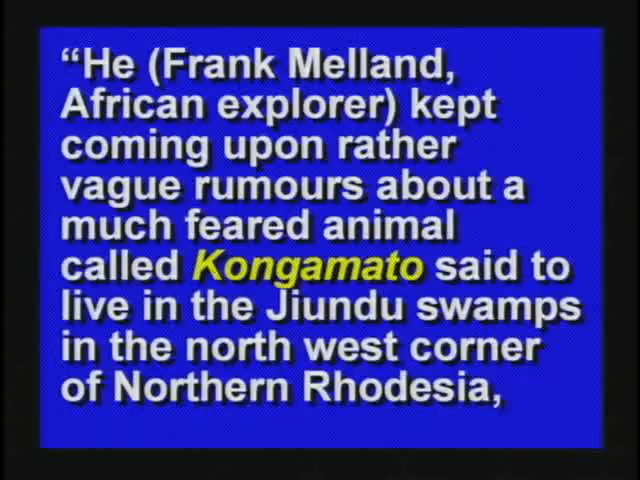 “He (Frank Melland,
African explorer) kept
coming upon rather
vague rumours about a
much feared animal
called Kongamato said to
live in the Jiundu swamps
in the north west corner
of Northern Rhodesia,